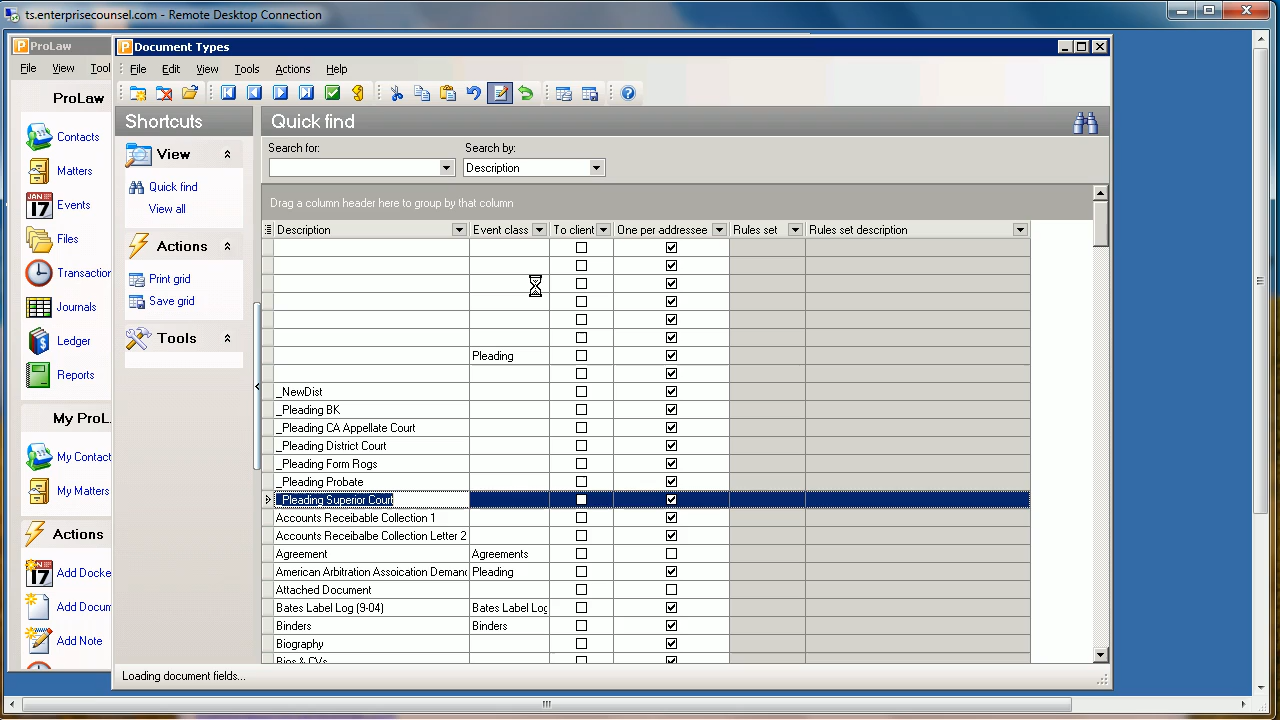 ts.enterprisecounsel.com - Remote Desktop Connection
ProLaw
Document Types
File View Tool
File Edit View Tools Actions Help
ProLaw
Contacts
Matters
JAN 17 Events
Files
Transaction
Journals
Ledger
Reports
My ProL
My Contact
My Matters
Actions
Add Docke
Add Docum
Add Note
Shortcuts
View
Quick find
View all
Actions
Print grid
Save grid
Tools
Quick find
Search for: Search by:
Description
Drag a column header here to group by that column
Description Event class To client One per addressee Rules set Rules set description
Pleading
_NewDist
_Pleading BK
_Pleading CA Appellate Court
_Pleading District Court
_Pleading Form Rogs
_Pleading Probate
_Pleading Superior Court
Accounts Receibable Collection 1
Accounts Receibalbe Collection Letter 2
Agreement Agreements
American Arbitration Assoication Demand Pleading
Attached Document
Bates Label Log (9-04) Bates Label Log
Binders Binders
Biography
Bios & CVs
Loading document fields...